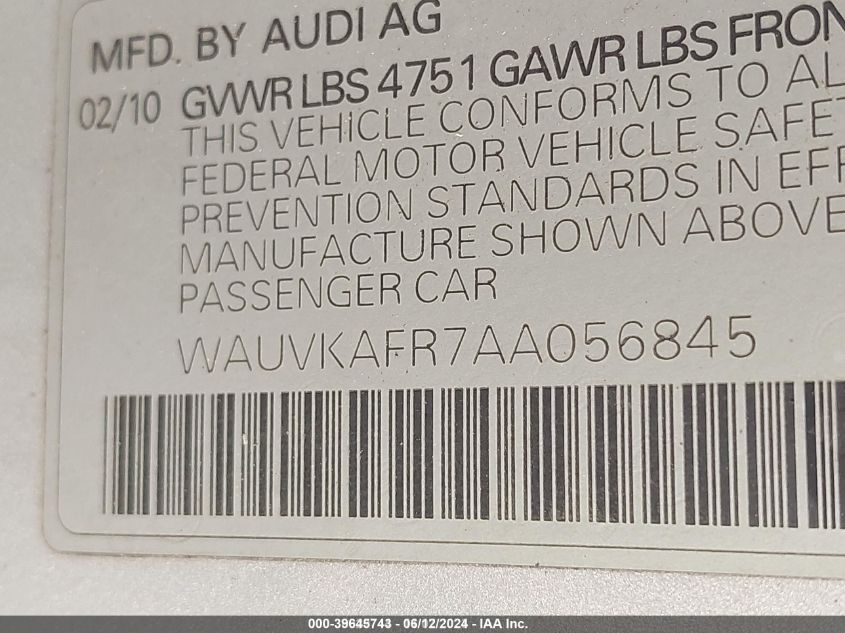 MFD. BY AUDI AG
02/10 GVWR LBS 4751 GAWR LBS FRON
THIS VEHICLE CONFORMS TO AL
FEDERAL MOTOR VEHICLE SAFET
PREVENTION STANDARDS IN EFF
MANUFACTURE SHOWN ABOVE
PASSENGER CAR
WAUVKAFR7AA056845
000-39645743 - 06/12/2024 - IAA Inc.